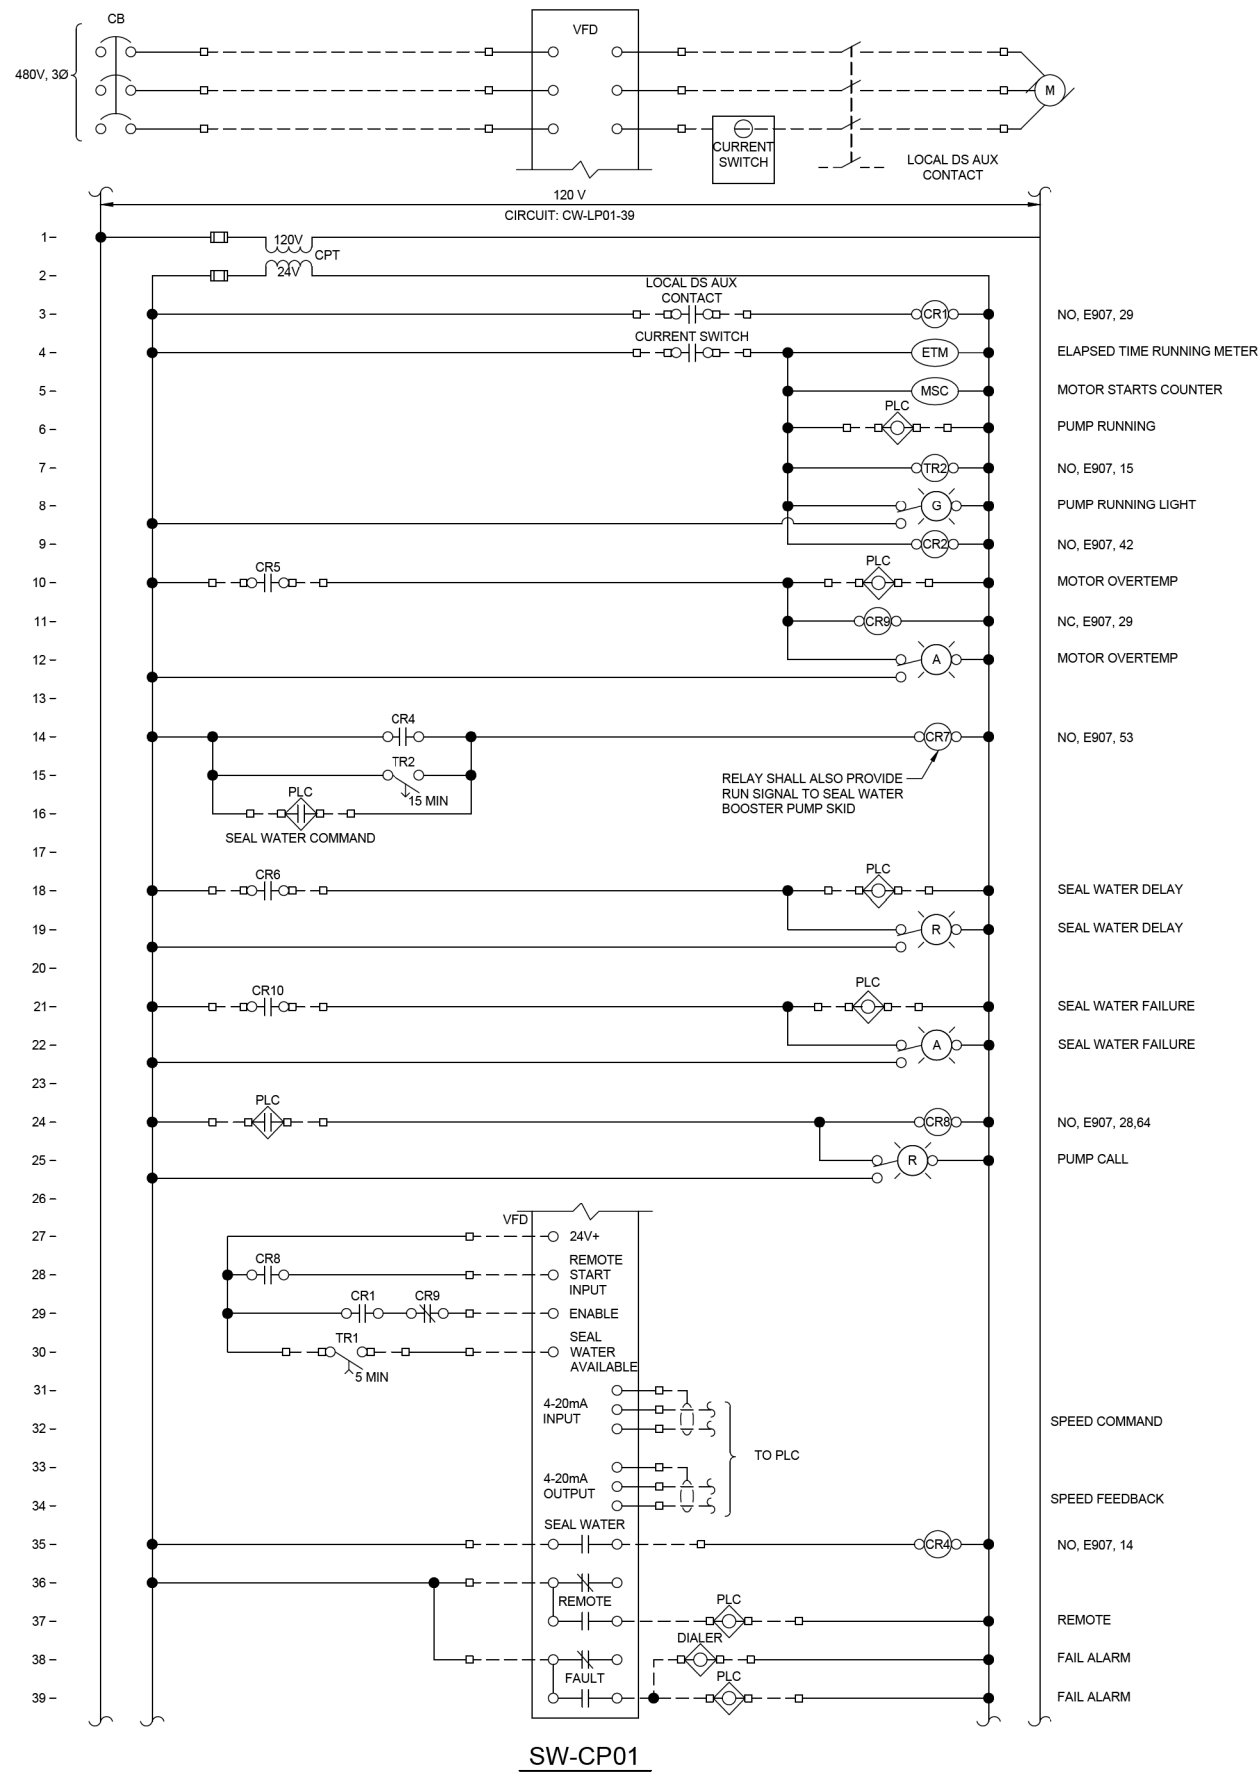 CB
VFD
480V, 3Ø
M
CURRENT
SWITCH
LOCAL DS AUX
CONTACT
120 V
CIRCUIT: CW-LP01-39
1
120V
CPT
2
24V
LOCAL DS AUX
CONTACT
3
CR1
NO, E907, 29
CURRENT SWITCH
4
ETM
ELAPSED TIME RUNNING METER
5
MSC
MOTOR STARTS COUNTER
PLC
6
PUMP RUNNING
7
TR2
NO, E907, 15
8
G
PUMP RUNNING LIGHT
9
CR2
NO, E907, 42
CR5
PLC
10
MOTOR OVERTEMP
11
CR9
NC, E907, 29
12
A
MOTOR OVERTEMP
13
CR4
14
CR7
NO, E907, 53
15
TR2
15 MIN
RELAY SHALL ALSO PROVIDE
RUN SIGNAL TO SEAL WATER
BOOSTER PUMP SKID
PLC
16
SEAL WATER COMMAND
17
CR6
PLC
18
SEAL WATER DELAY
19
R
SEAL WATER DELAY
20
CR10
PLC
21
SEAL WATER FAILURE
22
A
SEAL WATER FAILURE
23
PLC
24
CR8
NO, E907, 28,64
25
R
PUMP CALL
26
VFD
27
24V+
CR8
28
REMOTE
START
INPUT
CR1
CR9
29
ENABLE
TR1
30
5 MIN
SEAL
WATER
AVAILABLE
31
4-20mA
INPUT
32
SPEED COMMAND
TO PLC
33
4-20mA
OUTPUT
34
SPEED FEEDBACK
SEAL WATER
35
CR4
NO, E907, 14
36
REMOTE
PLC
37
REMOTE
DIALER
38
FAIL ALARM
FAULT
PLC
39
FAIL ALARM
SW-CP01